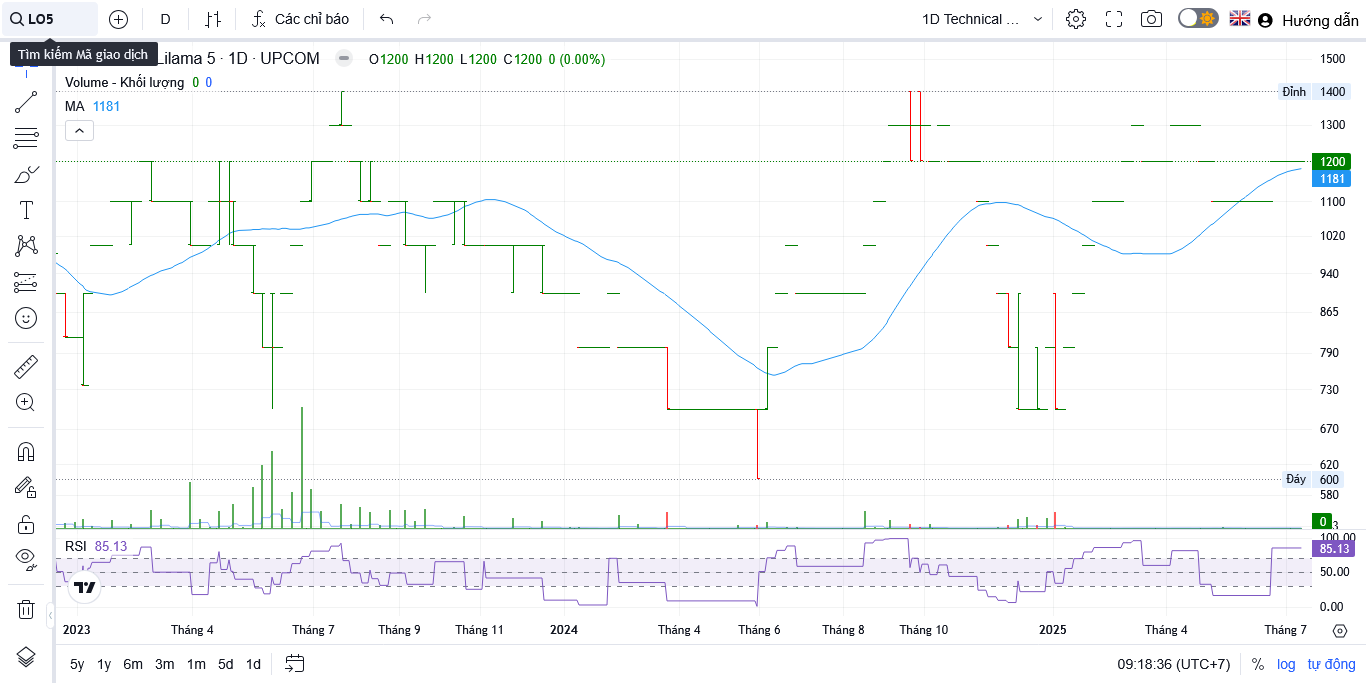 LO5 D Các chỉ báo 1D Technical ... Hướng dẫn
Tìm kiếm Mã giao dịch
Lilama 5 · 1D · UPCOM O1200 H1200 L1200 C1200 0 (0.00%)
Volume - Khối lượng 0 0
MA 1181
1500
Đỉnh 1400
1300
1200
1181
1100
1020
940
865
790
730
670
620
Đáy 600
580
0
3
RSI 85.13
100.00
85.13
50.00
0.00
2023 Tháng 4 Tháng 7 Tháng 9 Tháng 11 2024 Tháng 4 Tháng 6 Tháng 8 Tháng 10 2025 Tháng 4 Tháng 7
5y 1y 6m 3m 1m 5d 1d 09:18:36 (UTC+7) % log tự động